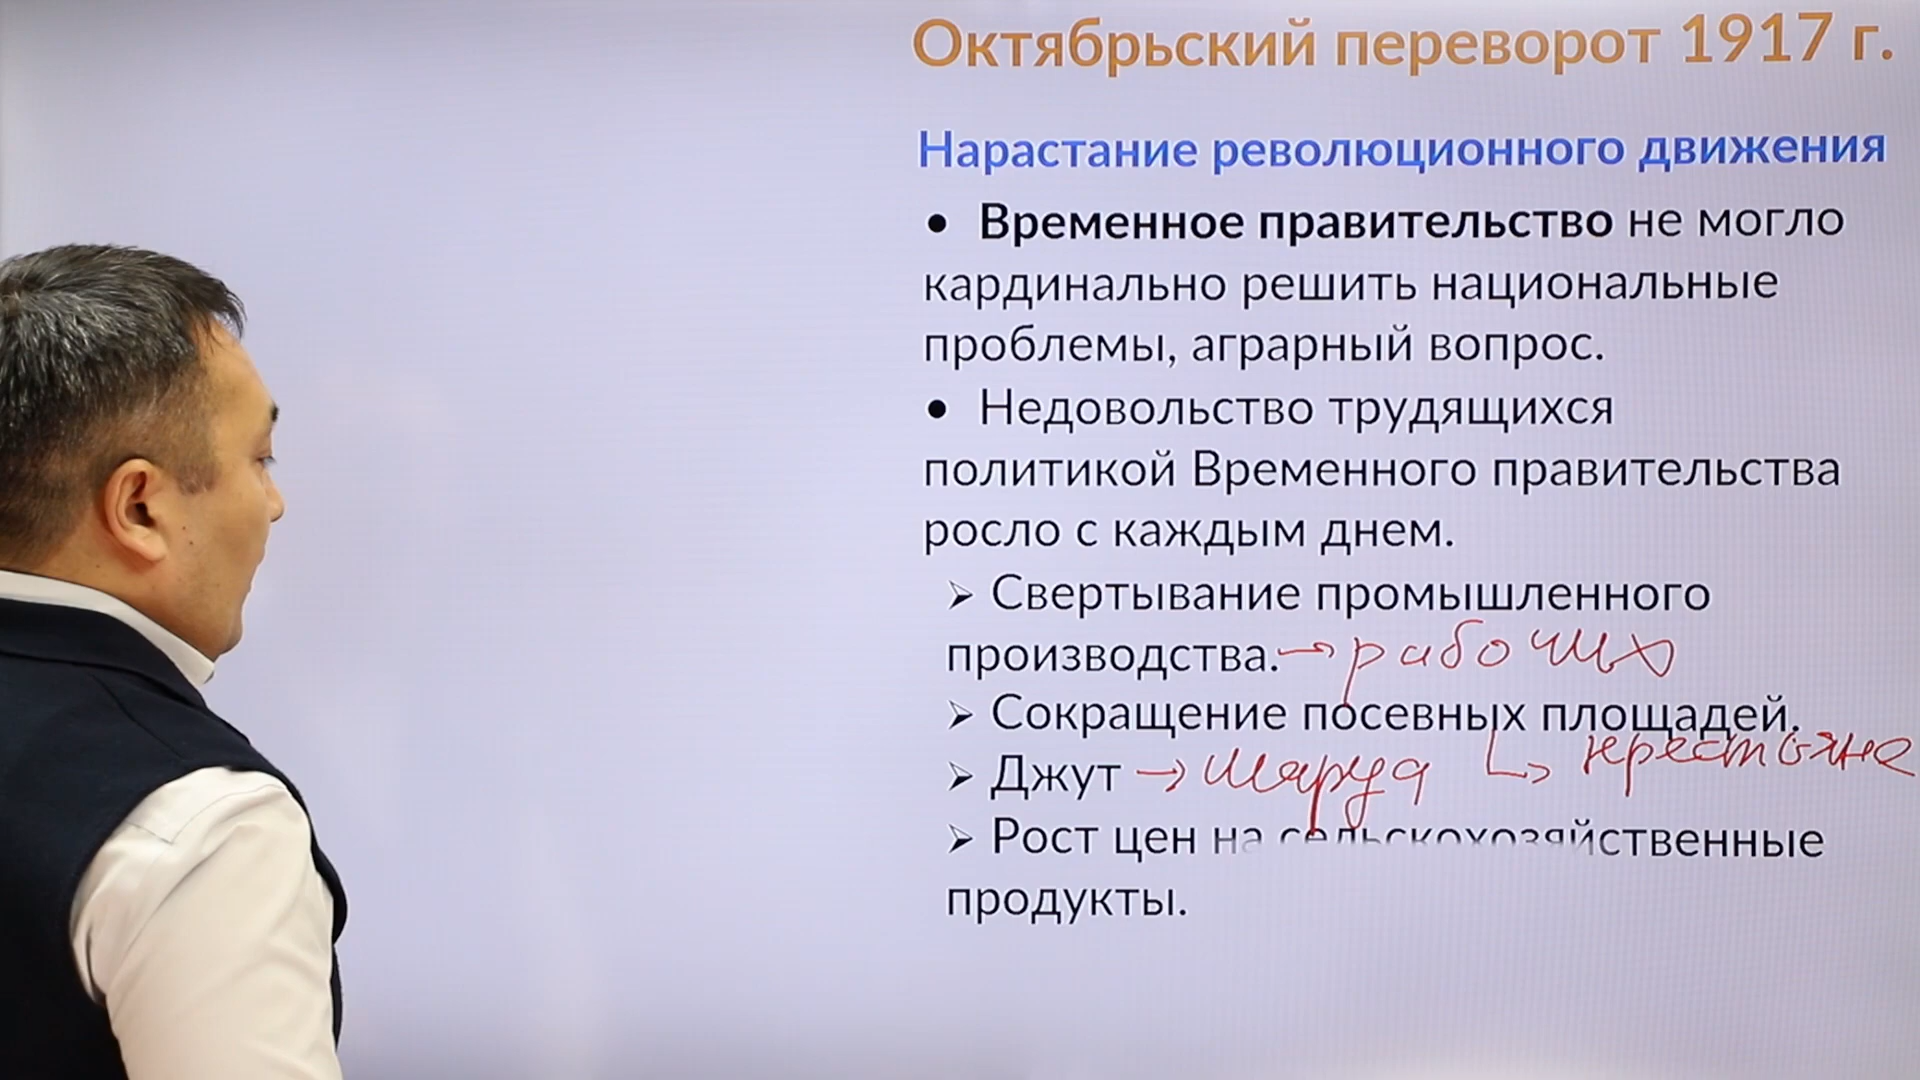 Октябрьский переворот 1917 г.
Нарастание революционного движения
• Временное правительство не могло
кардинально решить национальные
проблемы, аграрный вопрос.
• Недовольство трудящихся
политикой Временного правительства
росло с каждым днем.
➢ Свертывание промышленного
производства. → рабочих
➢ Сокращение посевных площадей.
↳ крестьяне
➢ Джут → шаруа
➢ Рост цен на сельскохозяйственные
продукты.